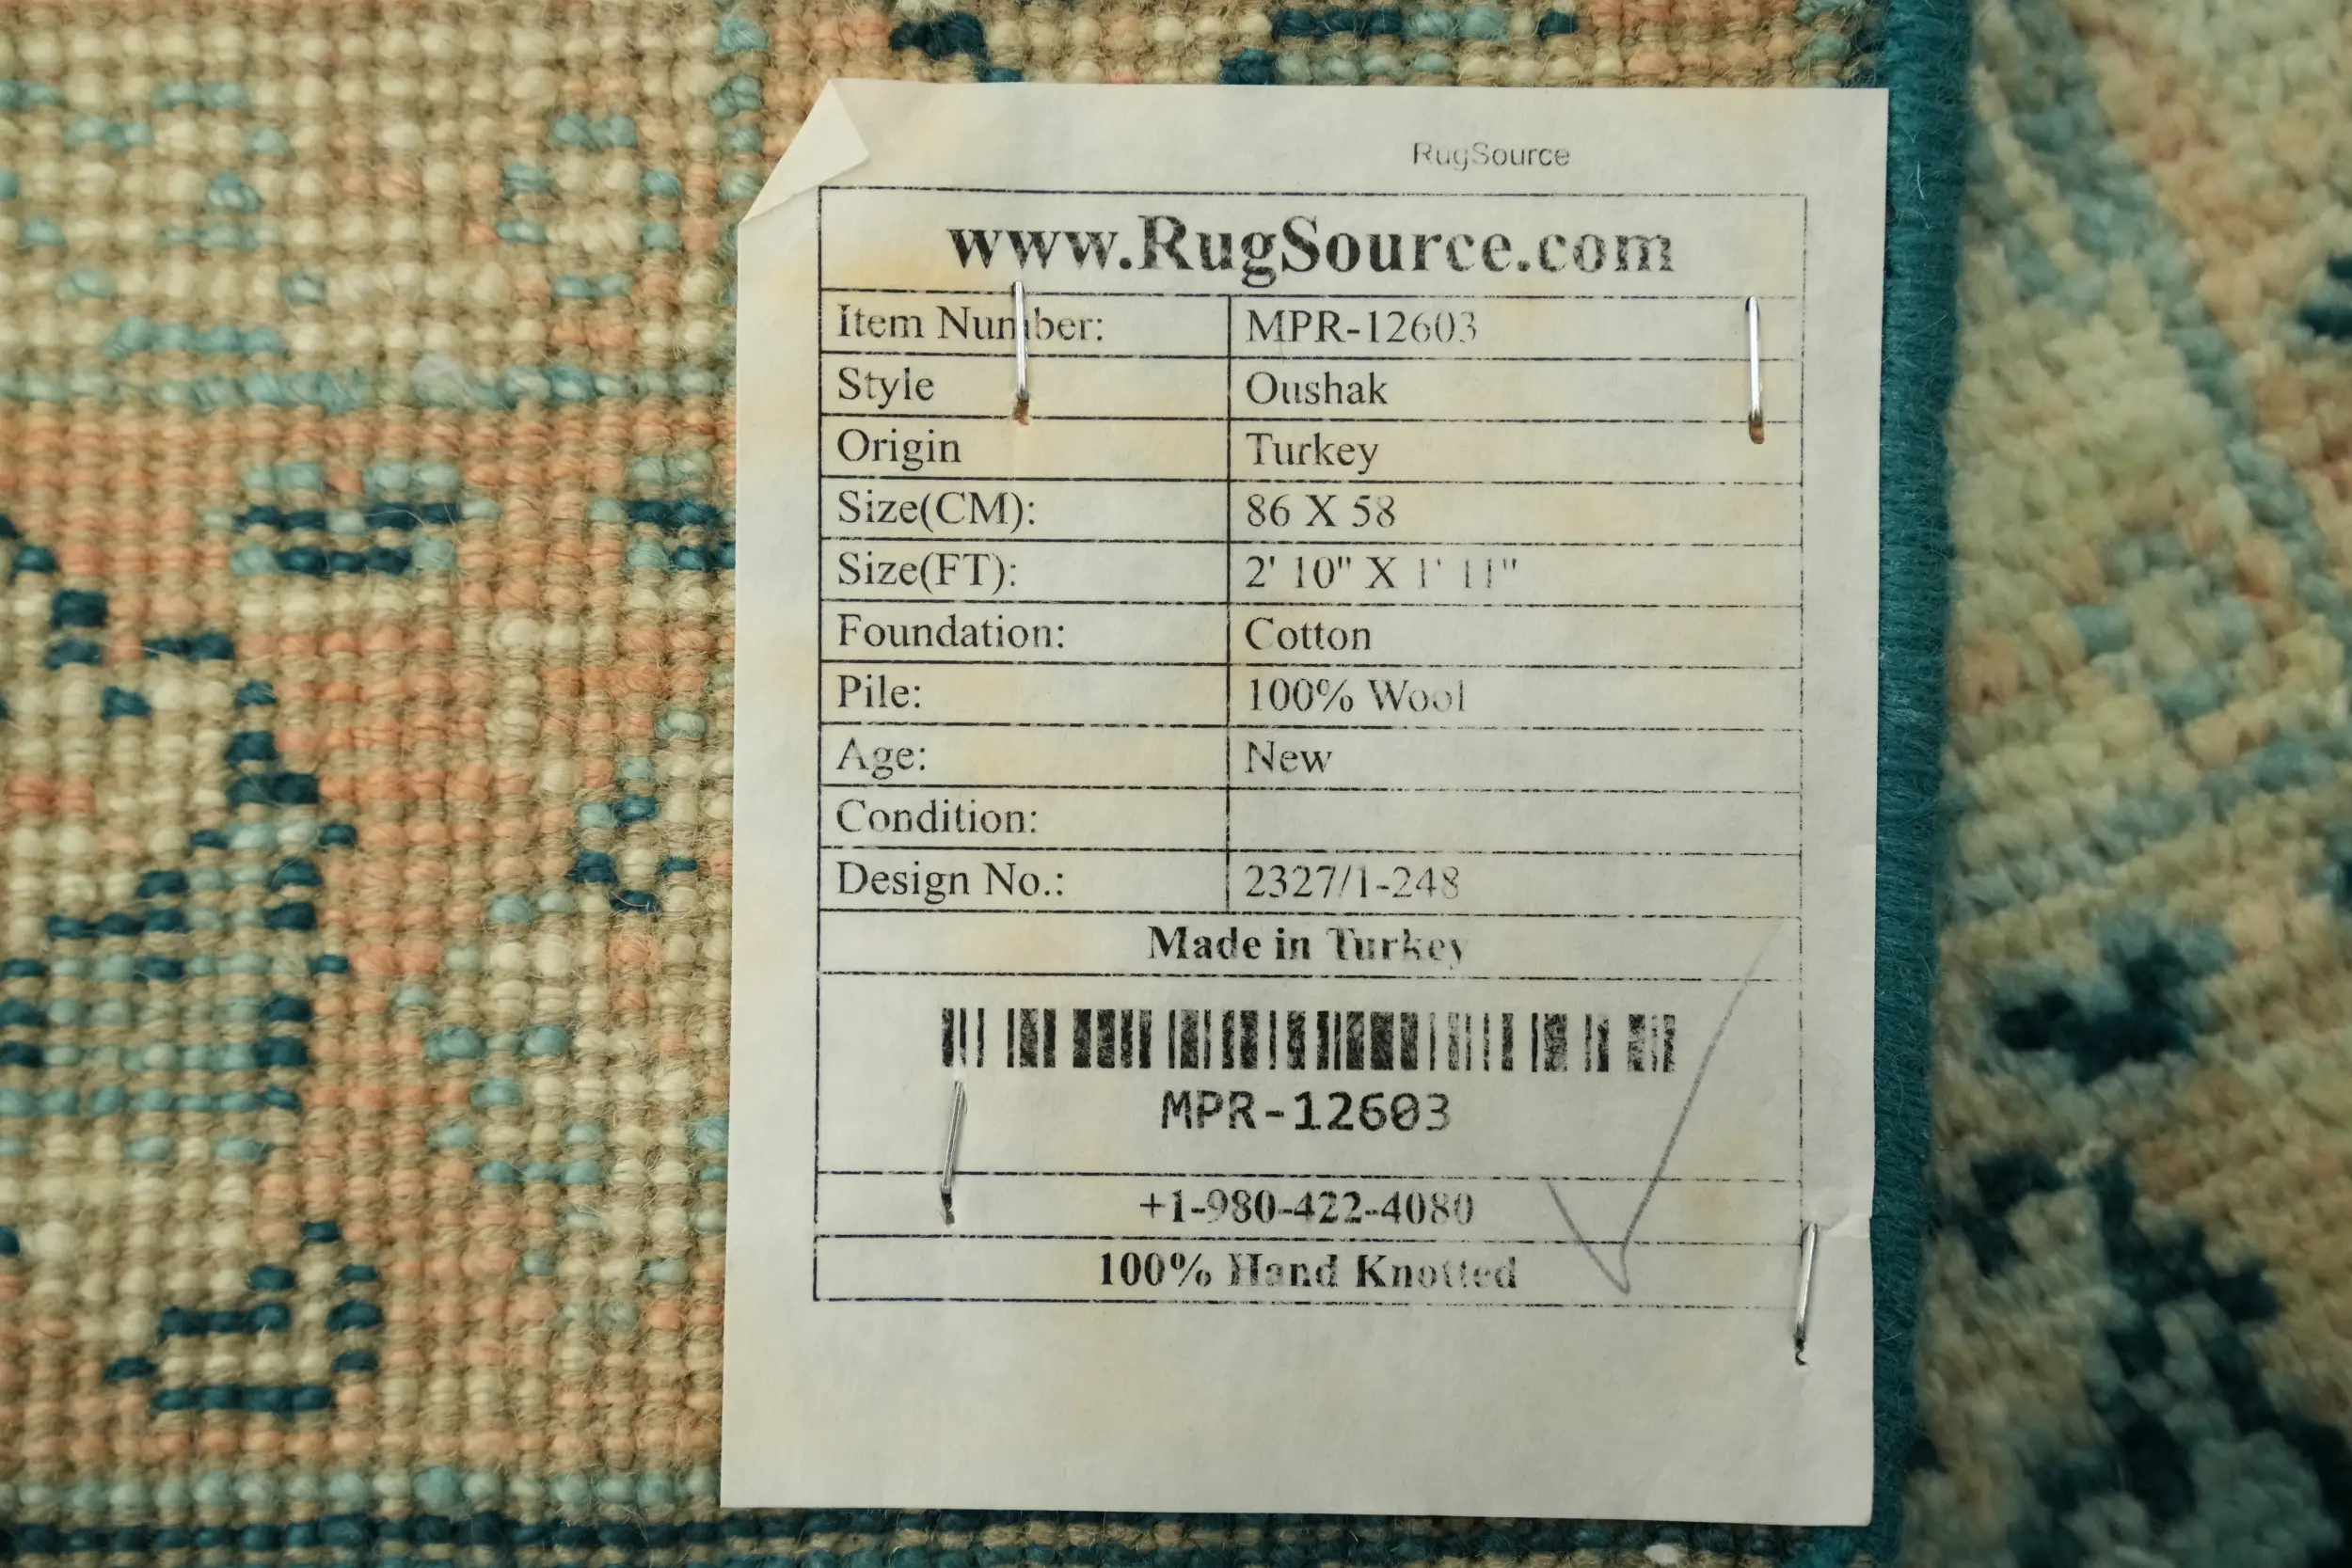 RugSource
www.RugSource.com
Item Number: MPR-12603
Style Oushak
Origin Turkey
Size(CM): 86 X 58
Size(FT): 2' 10" X 1' 11"
Foundation: Cotton
Pile: 100% Wool
Age: New
Condition:
Design No.: 2327/1-248
Made in Turkey
MPR-12603
+1-980-422-4080
100% Hand Knotted